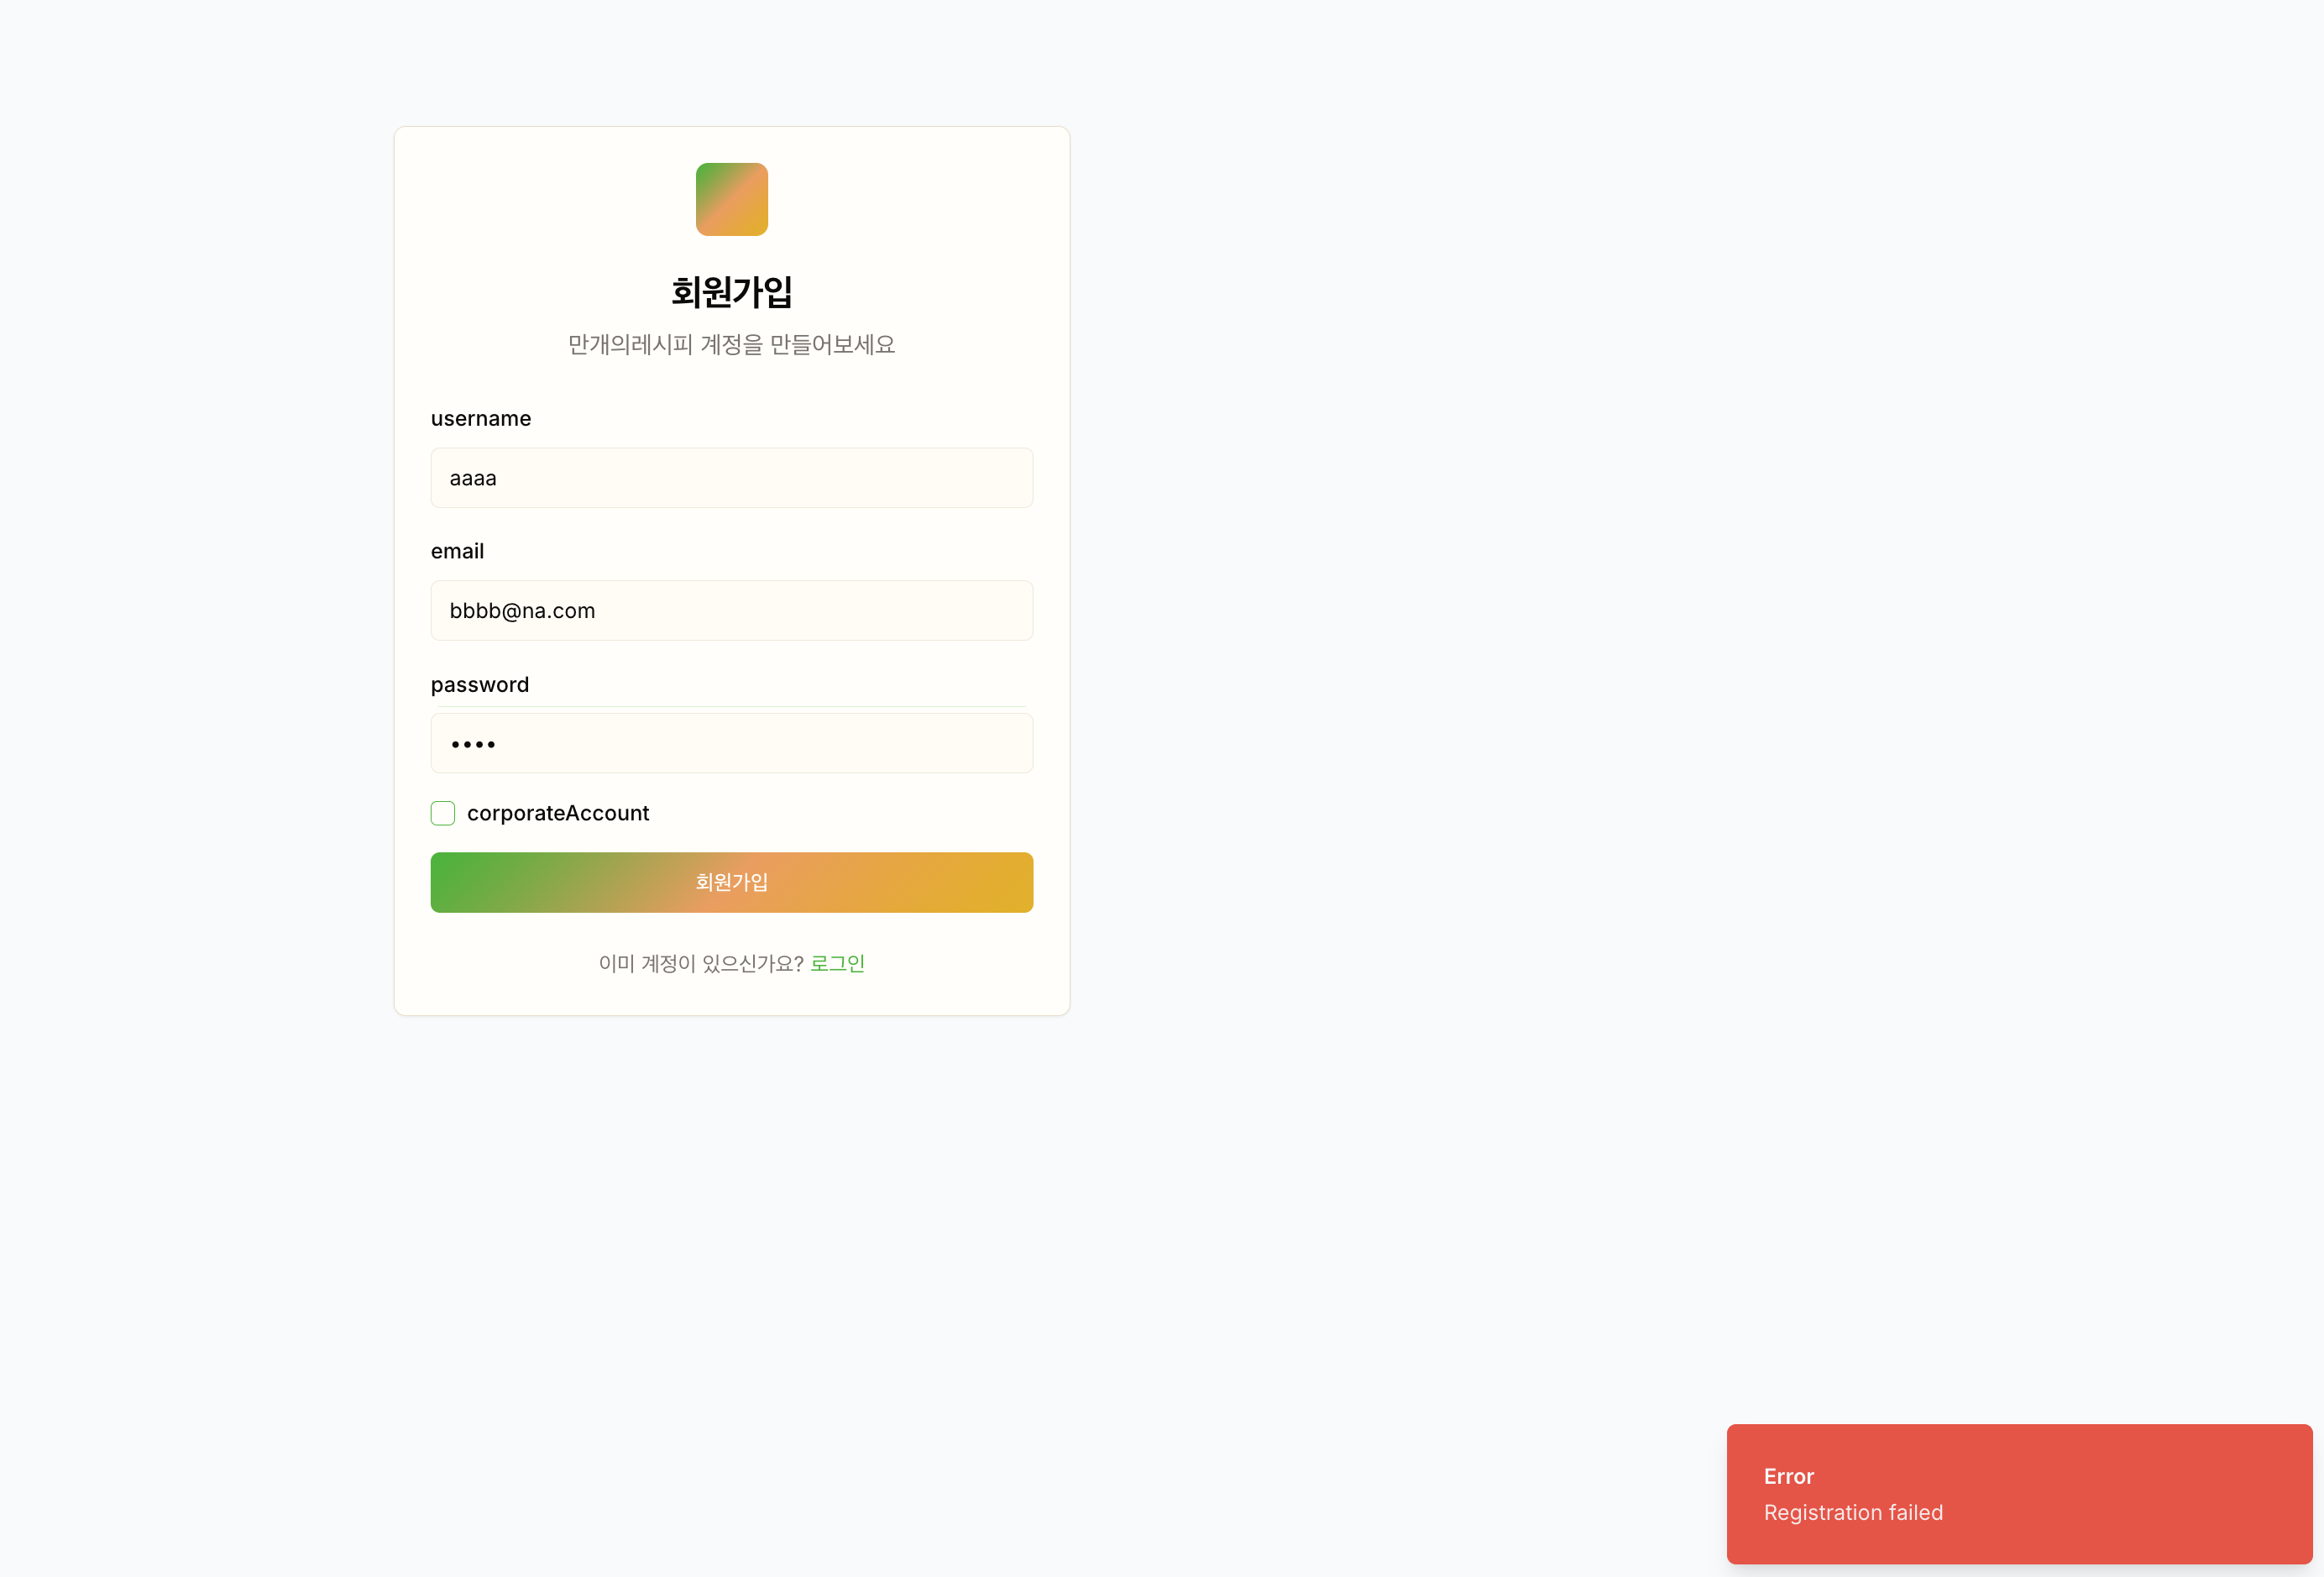 회원가입
만개의레시피 계정을 만들어보세요
username
aaaa
email
bbbb@na.com
password
••••
corporateAccount
회원가입
이미 계정이 있으신가요? 로그인
Error
Registration failed